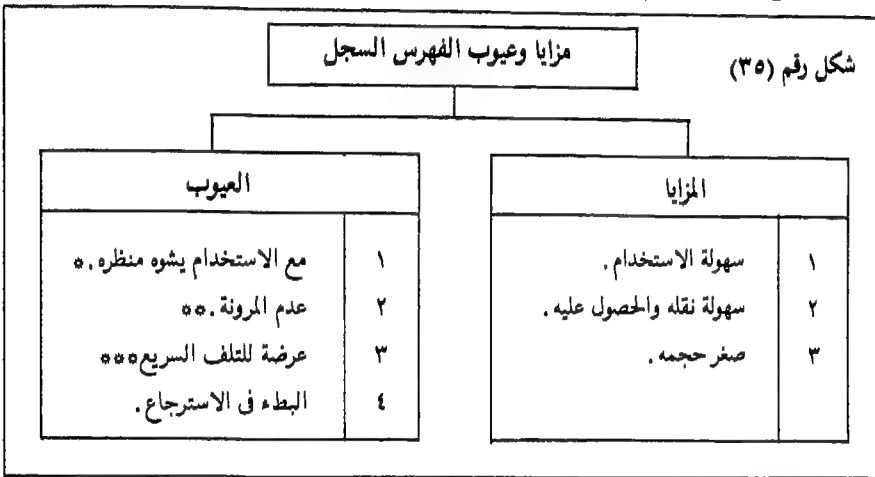 شكل رقم (٣٥)
مزايا وعيوب الفهرس السجل
المزايا
١ سهولة الاستخدام.
٢ سهولة نقله والحصول عليه.
٣ صغر حجمه.
العيوب
١ مع الاستخدام يشوه منظره.*
٢ عدم المرونة.**
٣ عرضة للتلف السريع***
٤ البطء فى الاسترجاع.